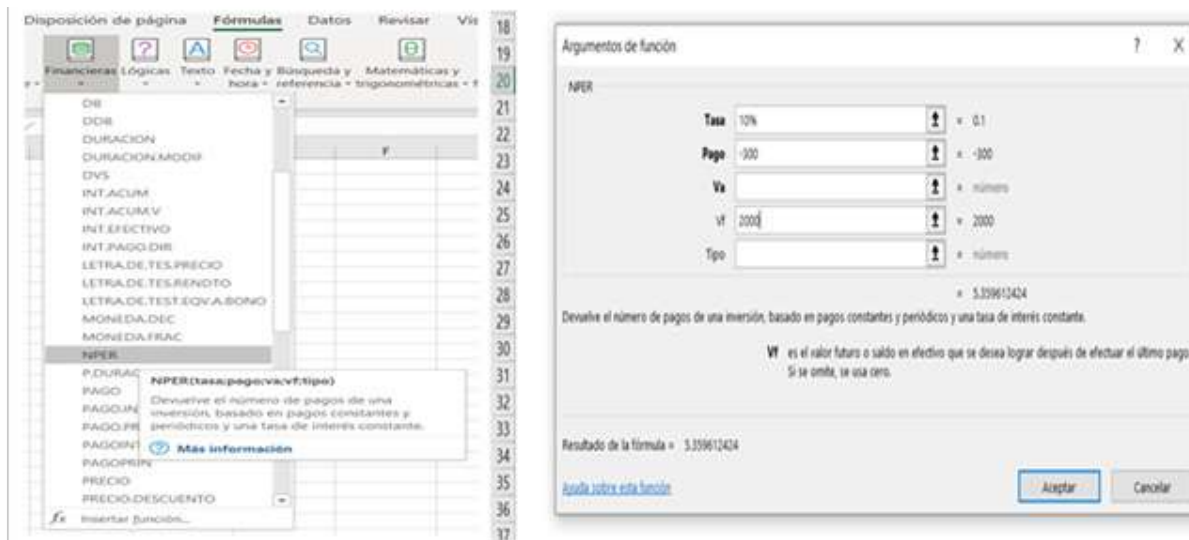 Disposición de página Fórmulas Datos Revisar Vis
Financieras Lógicas Texto Fecha y Búsqueda y Matemáticas y
hora referencia trigonométricas
DB
DDB
DURACION
DURACION.MODIF
DVS
INT.ACUM
INT.ACUM.V
INT.EFECTIVO
INT.PAGO.DIR
LETRA.DE.TES.PRECIO
LETRA.DE.TES.RENDTO
LETRA.DE.TEST.EQV.A.BONO
MONEDA.DEC
MONEDA.FRAC
NPER
P.DURAC
PAGO
PAGO.IN
PAGO.PR
PAGOINT
PAGOPRIN
PRECIO
PRECIO.DESCUENTO
fx Insertar función...
NPER(tasa;pago;va;vf;tipo)
Devuelve el número de pagos de una
inversión, basado en pagos constantes y
periódicos y una tasa de interés constante.
? Más información
F
18
19
20
21
22
23
24
25
26
27
28
29
30
31
32
33
34
35
36
37
Argumentos de función ? X
NPER
Tasa 10% = 0.1
Pago -300 = -300
Va = número
Vf 2000 = 2000
Tipo = número
= 5.359612424
Devuelve el número de pagos de una inversión, basado en pagos constantes y periódicos y una tasa de interés constante.
Vf es el valor futuro o saldo en efectivo que se desea lograr después de efectuar el último pago
Si se omite, se usa cero.
Resultado de la fórmula = 5.359612424
Ayuda sobre esta función
Aceptar Cancelar